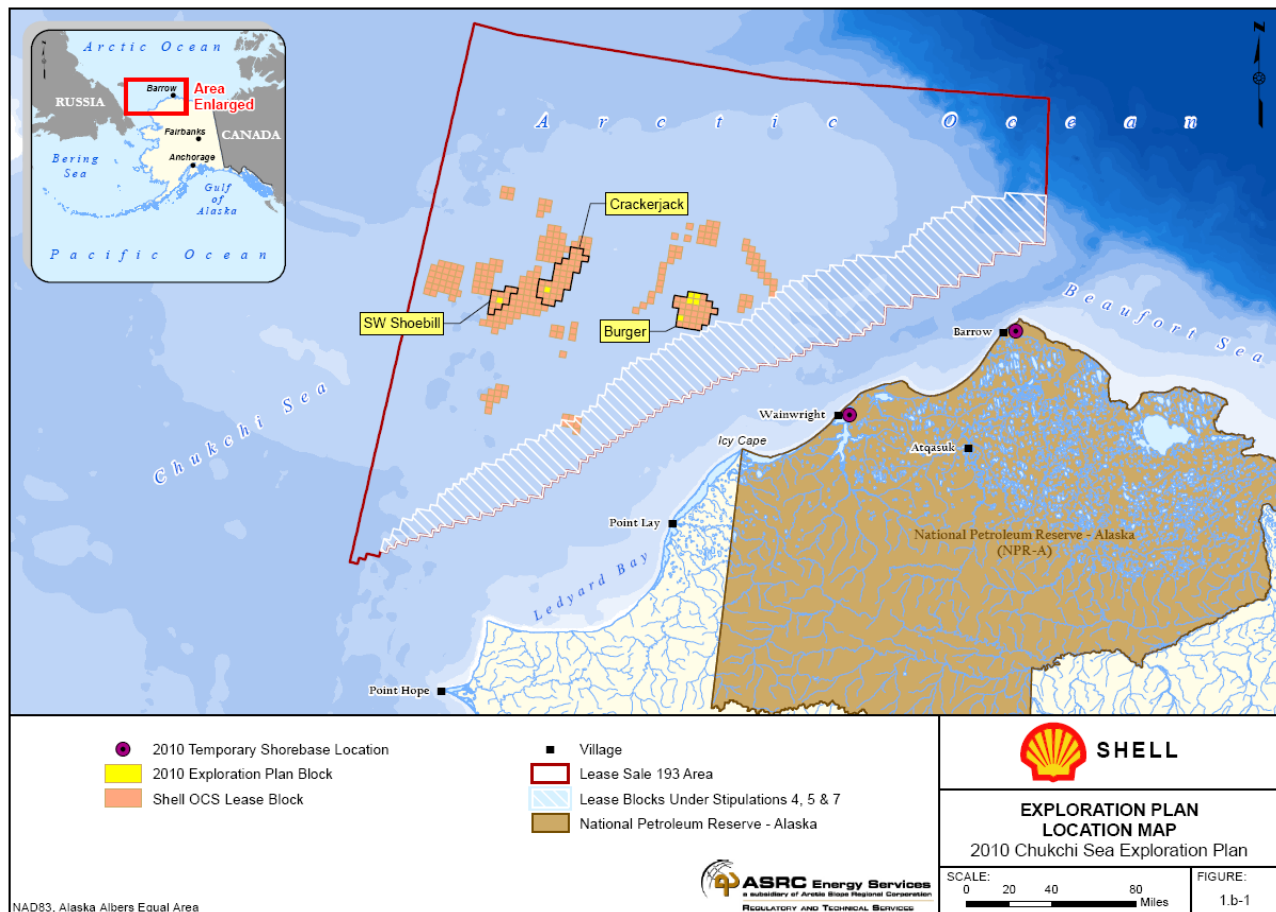 Arctic Ocean
Barrow
Area
Enlarged
RUSSIA
CANADA
Fairbanks
Anchorage
Bering
Sea
Gulf
of
Alaska
Pacific Ocean
N
N
Arctic Ocean
Crackerjack
SW Shoebill
Burger
Beaufort Sea
Barrow
Chukchi Sea
Wainwright
Icy Cape
Atqasuk
Point Lay
National Petroleum Reserve - Alaska
(NPR-A)
Ledyard Bay
Point Hope
2010 Temporary Shorebase Location
2010 Exploration Plan Block
Shell OCS Lease Block
Village
Lease Sale 193 Area
Lease Blocks Under Stipulations 4, 5 & 7
National Petroleum Reserve - Alaska
SHELL
EXPLORATION PLAN
LOCATION MAP
2010 Chukchi Sea Exploration Plan
ASRC Energy Services
a subsidiary of Arctic Slope Regional Corporation
REGULATORY AND TECHNICAL SERVICES
SCALE:
0 20 40 80
Miles
FIGURE:
1.b-1
NAD83, Alaska Albers Equal Area